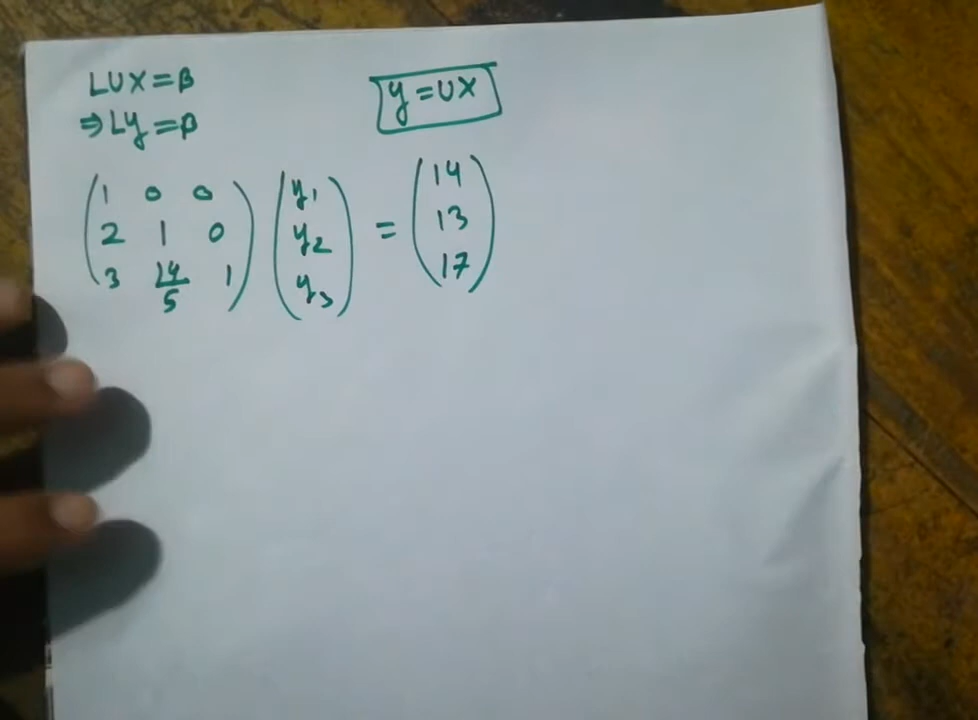 LUX=B
⇒Ly=B
y=UX
(1 0 0) (y₁) (14)
(2 1 0) (y₂) = (13)
(3 14/5 1) (y₃) (17)